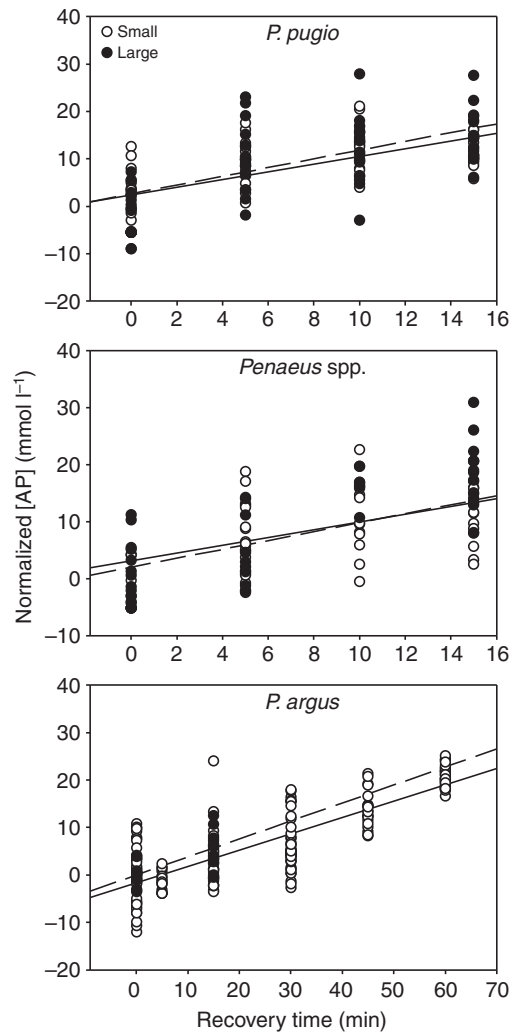 40
P. pugio
Small
Large
30
20
10
0
–10
–20
0 2 4 6 8 10 12 14 16
40
Penaeus spp.
30
20
10
0
–10
0 2 4 6 8 10 12 14 16
Normalized [AP] (mmol l–1)
40
P. argus
30
20
10
0
–10
–20
0 10 20 30 40 50 60 70
Recovery time (min)